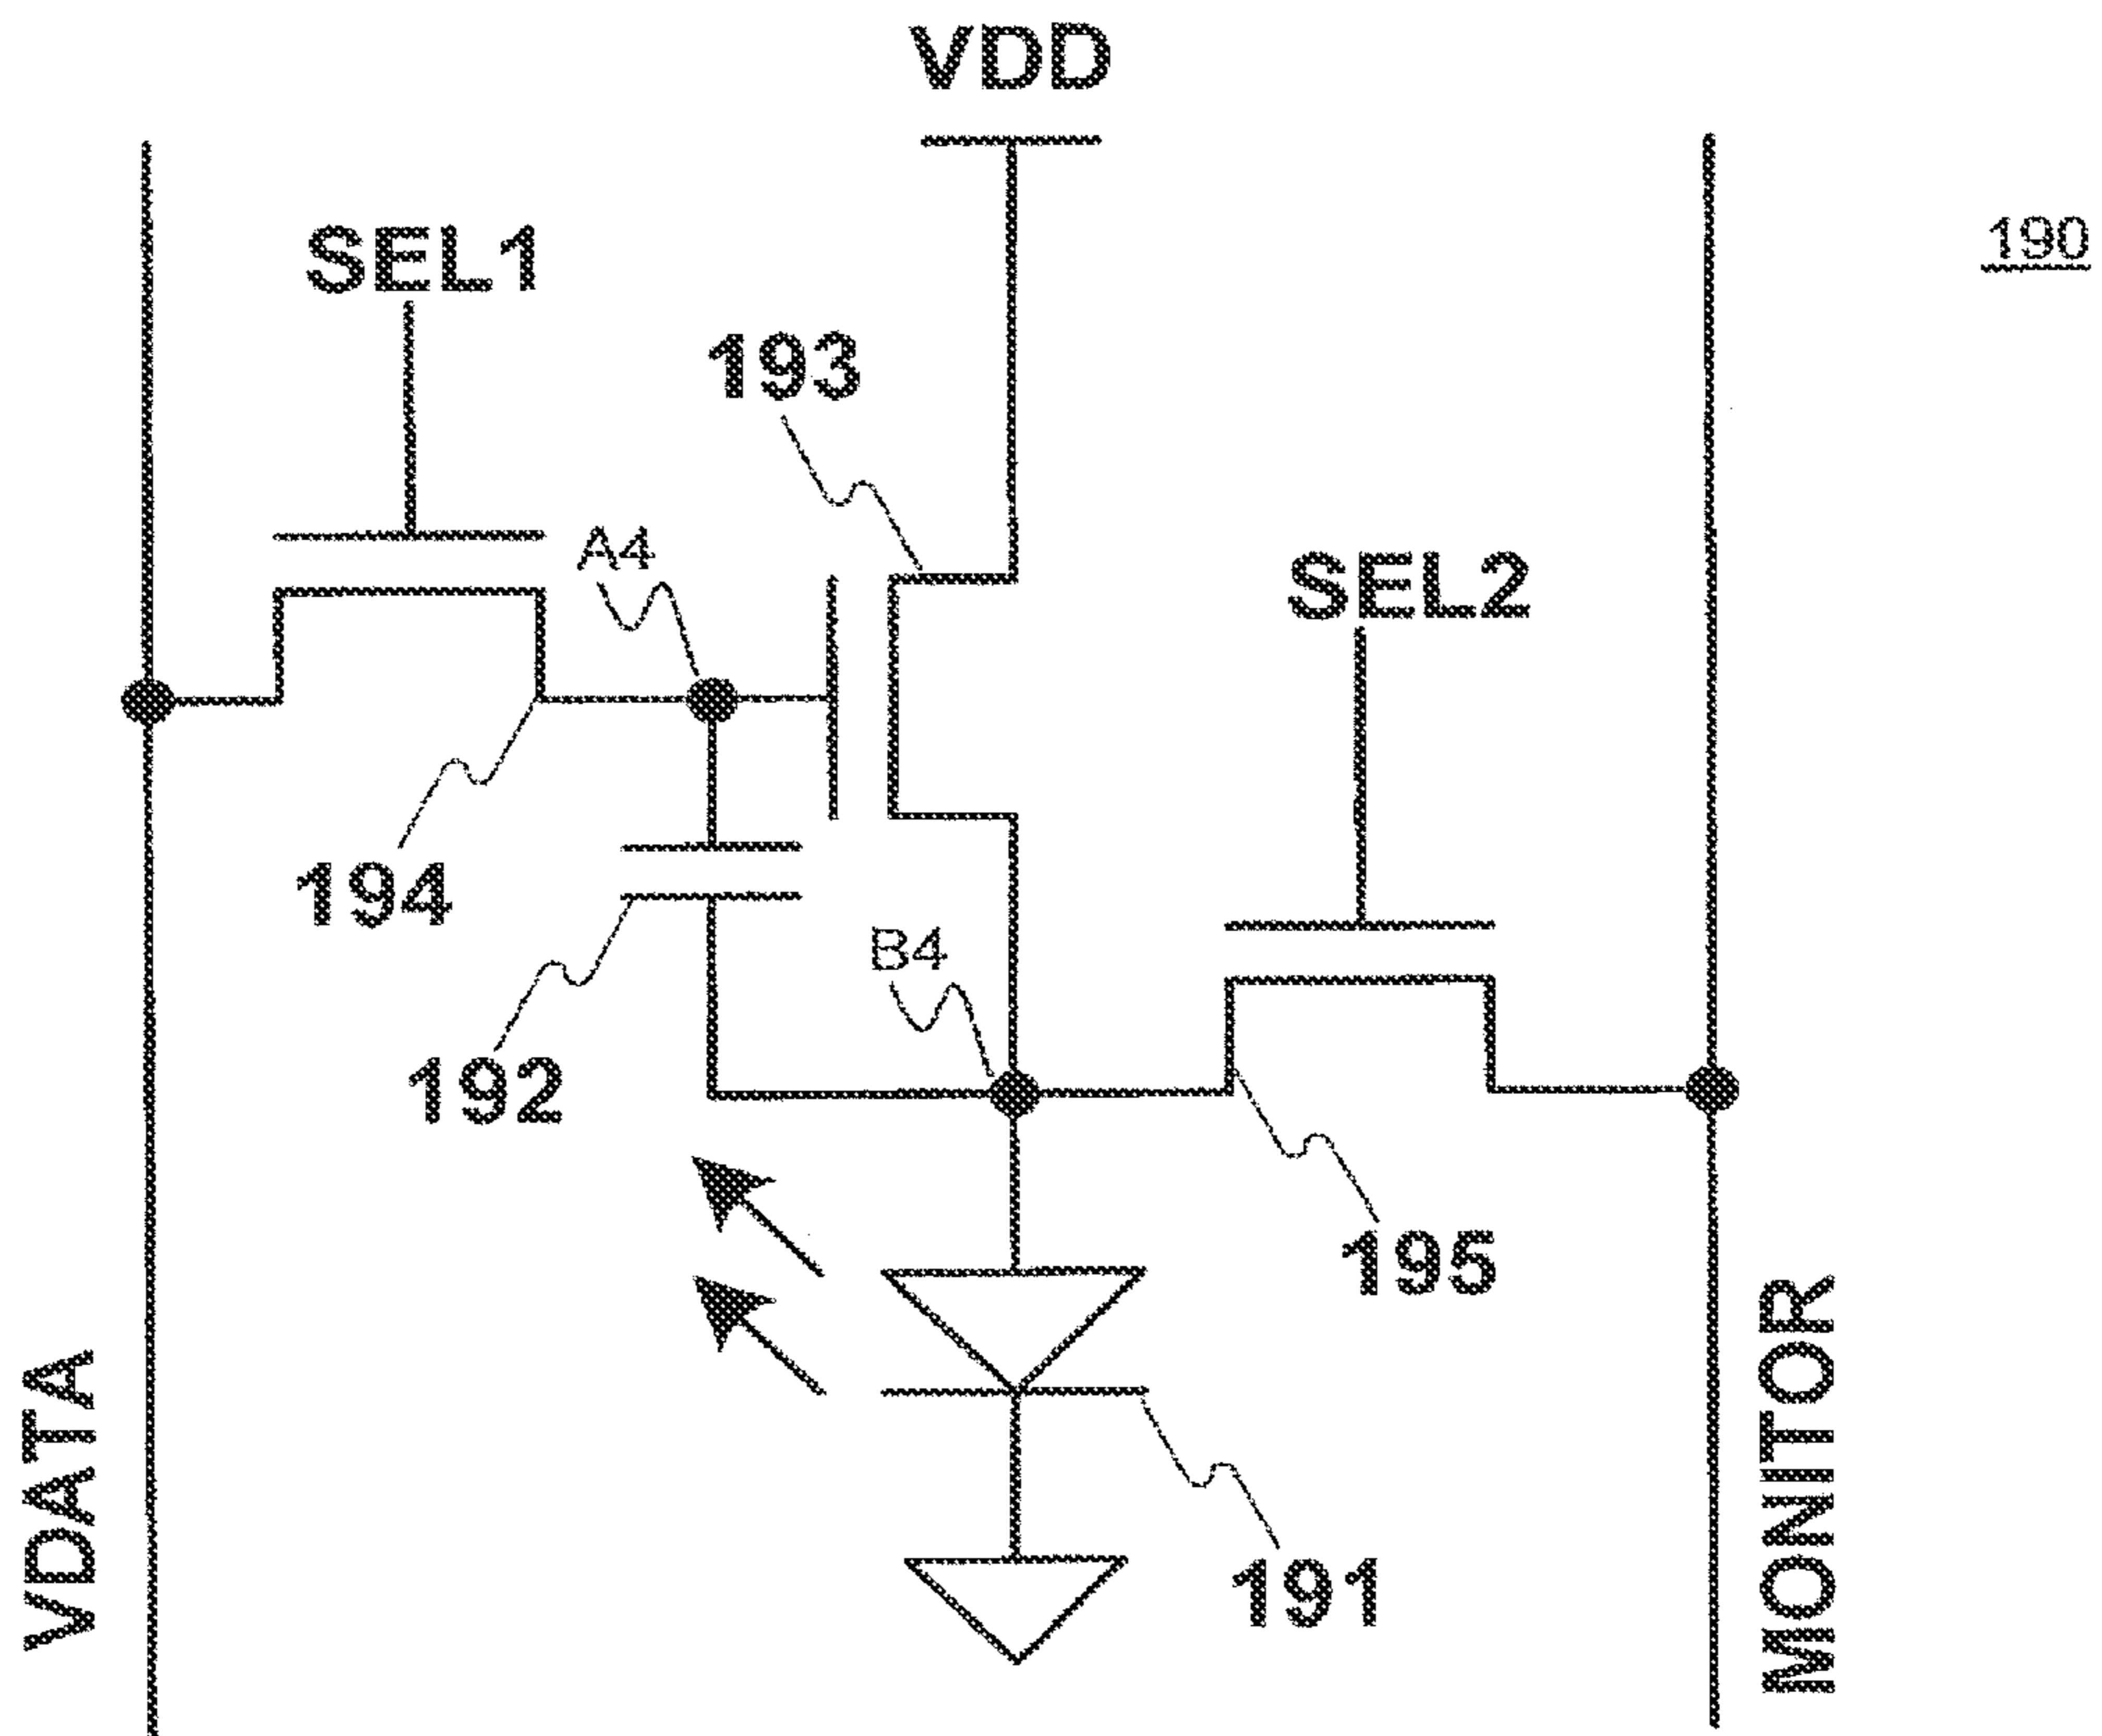 VDD
190
SEL1
193
A4
SEL2
194
B4
192
195
191
VDATA
MONITOR